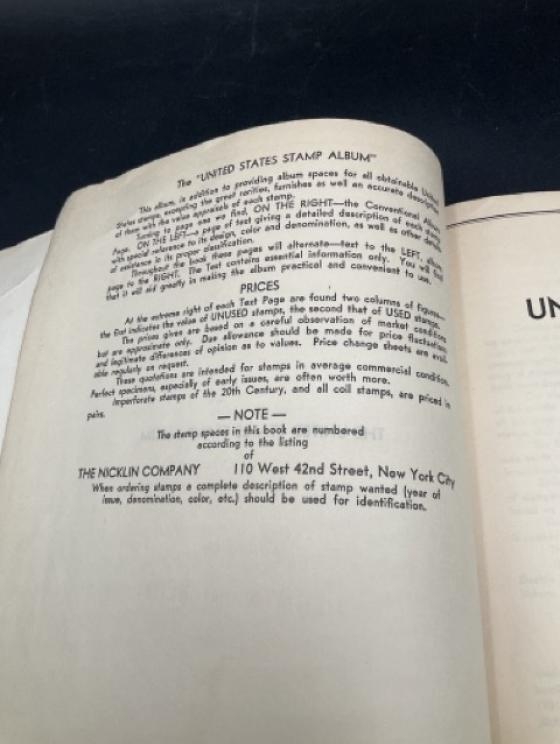 The "UNITED STATES STAMP ALBUM"
This album, in addition to providing album spaces for all obtainable United
States stamps, excepting the great rarities, furnishes as well an accurate description
of them with the value appraisals of each stamp.
Turning to page one we find, ON THE RIGHT—the Conventional Album
Page. ON THE LEFT—a page of text giving a detailed description of each stamp
with special reference to its design, color and denomination, as well as other details
of existence in its proper classification.
Throughout the book these pages will alternate—text to the LEFT, album
page to the RIGHT. The Text contains essential information only. You will find
that it will aid greatly in making the album practical and convenient to use.
PRICES
At the extreme right of each Text Page are found two columns of figures—
the first indicates the value of UNUSED stamps, the second that of USED stamps.
The prices given are based on a careful observation of market conditions
but are approximate only. Due allowance should be made for price fluctuations
and legitimate differences of opinion as to values. Price change sheets are avail-
able regularly on request.
These quotations are intended for stamps in average commercial condition.
Perfect specimens, especially of early issues, are often worth more.
Imperforate stamps of the 20th Century, and all coil stamps, are priced in
pairs.
— NOTE —
The stamp spaces in this book are numbered
according to the listing
of
THE NICKLIN COMPANY 110 West 42nd Street, New York City
When ordering stamps a complete description of stamp wanted (year of
issue, denomination, color, etc.) should be used for identification.
UN